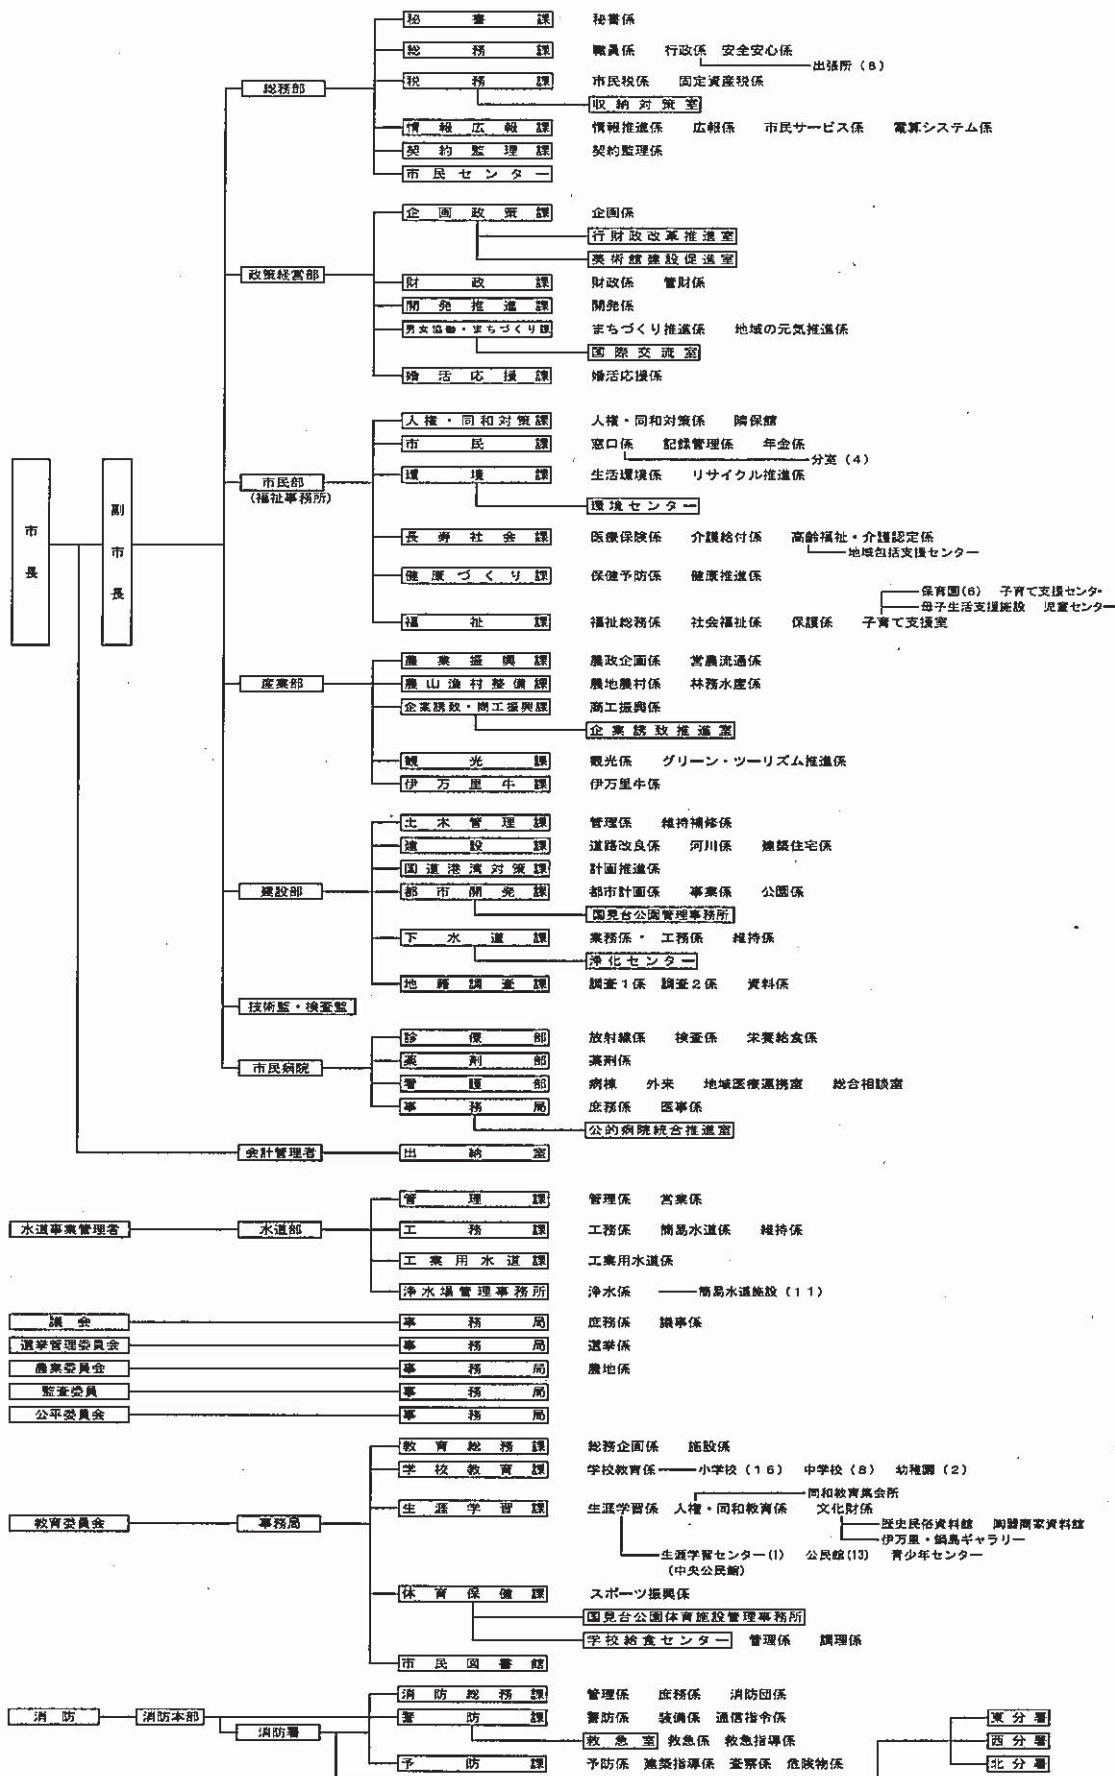 秘書課 秘書係
総務課 職員係 行政係 安全安心係
出張所(8)
税務課 市民税係 固定資産税係
総務部
収納対策室
情報広報課 情報推進係 広報係 市民サービス係 電算システム係
契約監理課 契約監理係
市民センター
企画政策課 企画係
行財政改革推進室
美術館建設促進室
政策経営部
財政課 財政係 管財係
開発推進課 開発係
男女協働・まちづくり課 まちづくり推進係 地域の元気推進係
国際交流室
婚活応援課 婚活応援係
人権・同和対策課 人権・同和対策係 隣保館
市民課 窓口係 記録管理係 年金係
分室(4)
環境課 生活環境係 リサイクル推進係
市民部
(福祉事務所)
環境センター
市長
副市長
長寿社会課 医療保険係 介護給付係 高齢福祉・介護認定係
地域包括支援センター
健康づくり課 保健予防係 健康推進係
保育園(6) 子育て支援センター
母子生活支援施設 児童センター
福祉課 福祉総務係 社会福祉係 保護係 子育て支援室
農業振興課 農政企画係 営農流通係
産業部
農山漁村整備課 農地農村係 林務水産係
企業誘致・商工振興課 商工振興係
企業誘致推進室
観光課 観光係 グリーン・ツーリズム推進係
伊万里牛課 伊万里牛係
土木管理課 管理係 維持補修係
建設課 道路改良係 河川係 建築住宅係
国道港湾対策課 計画推進係
建設部
都市開発課 都市計画係 事業係 公園係
国見台公園管理事務所
下水道課 業務係・ 工務係 維持係
浄化センター
地籍調査課 調査1係 調査2係 資料係
技術監・検査監
診療部 放射線係 検査係 栄養給食係
市民病院
薬剤部 薬剤係
看護部 病棟 外来 地域医療連携室 総合相談室
事務局 庶務係 医事係
公的病院統合推進室
会計管理者 出納室
管理課 管理係 営業係
水道事業管理者 水道部 工務課 工務係 簡易水道係 維持係
工業用水道課 工業用水道係
浄水場管理事務所 浄水係 簡易水道施設(11)
議会 事務局 庶務係 議事係
選挙管理委員会 事務局 選挙係
農業委員会 事務局 農地係
監査委員 事務局
公平委員会 事務局
教育総務課 総務企画係 施設係
学校教育課 学校教育係 小学校(16) 中学校(8) 幼稚園(2)
同和教育集会所
生涯学習課 生涯学習係 人権・同和教育係 文化財係
教育委員会 事務局
歴史民俗資料館 陶器商家資料館
伊万里・鍋島ギャラリー
生涯学習センター(1) 公民館(13) 青少年センター
(中央公民館)
体育保健課 スポーツ振興係
国見台公園体育施設管理事務所
学校給食センター 管理係 調理係
市民図書館
消防総務課 管理係 庶務係 消防団係
消防 消防本部 警防課 警防係 装備係 通信指令係
消防署
救急室 救急係 救急指導係
予防課 予防係 建築指導係 査察係 危険物係
東分署
西分署
北分署